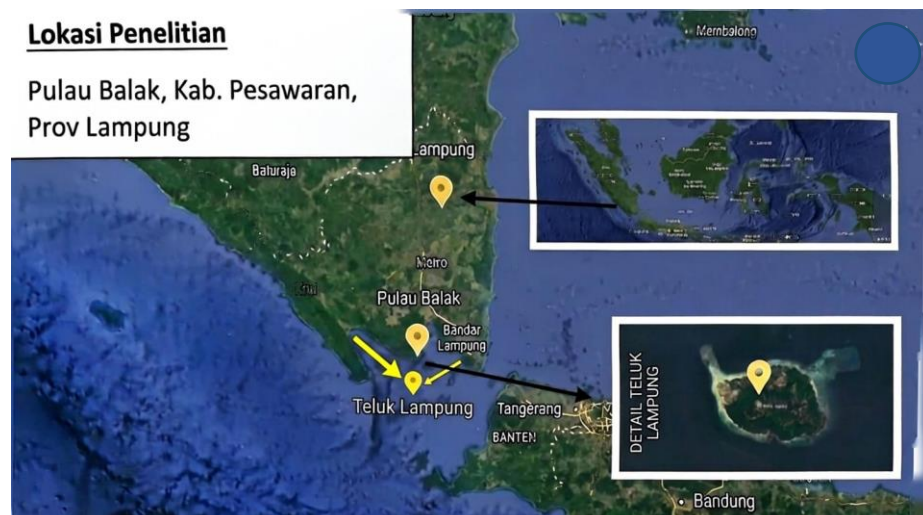 Lokasi Penelitian
Pulau Balak, Kab. Pesawaran,
Prov Lampung
Membalong
Lampung
Baturaja
Metro
Pulau Balak
Bandar
Lampung
Teluk Lampung
Tangerang
BANTEN
Bandung
DETAIL TELUK
LAMPUNG